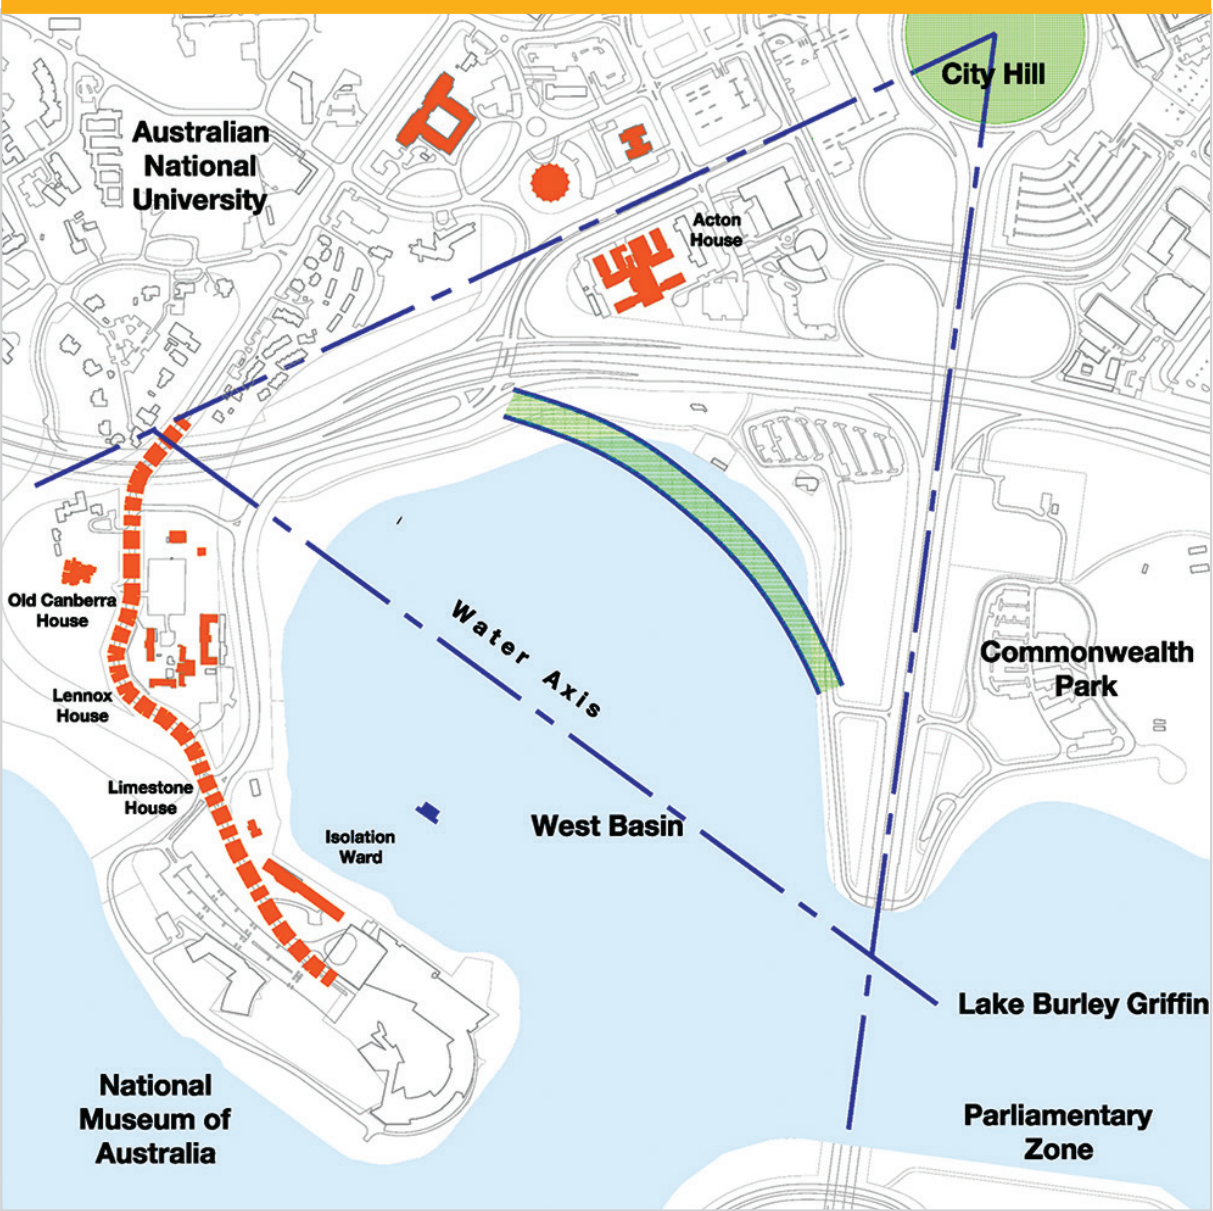 City Hill
Australian
National
University
Acton
House
Old Canberra
House
Water Axis
Commonwealth
Park
Lennox
House
Limestone
House
Isolation
Ward
West Basin
Lake Burley Griffin
National
Museum of
Australia
Parliamentary
Zone